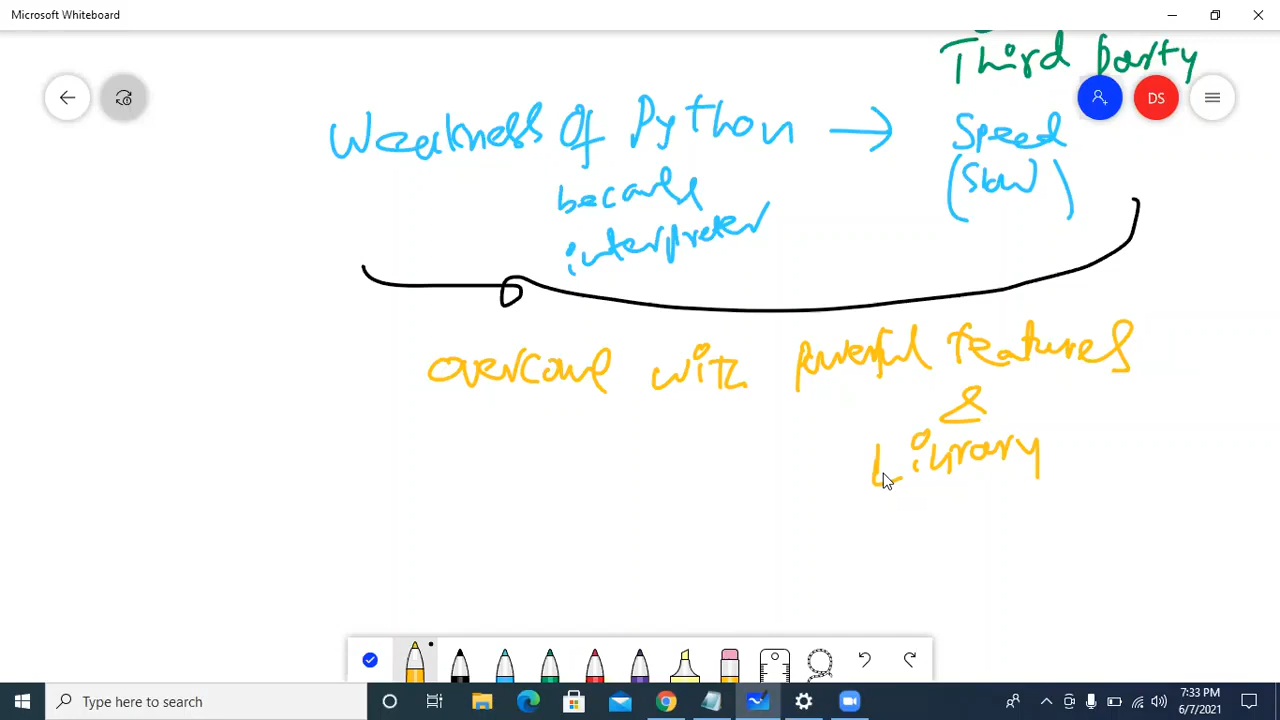 Microsoft Whiteboard
Third party
DS
Weakness of Python → Speed
(Slow)
because
interpreter
overcome with powerful features
&
Library
Type here to search
7:33 PM
6/7/2021